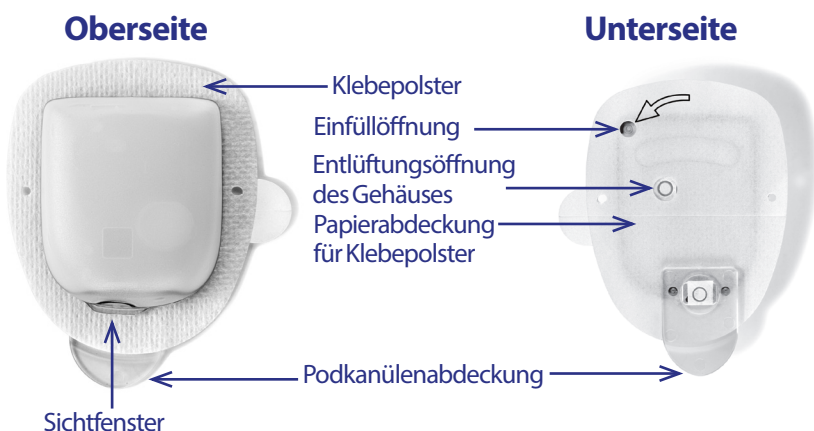 Oberseite
Unterseite
Klebepolster
Einfüllöffnung
Entlüftungsöffnung
des Gehäuses
Papierabdeckung
für Klebepolster
Podkanülenabdeckung
Sichtfenster